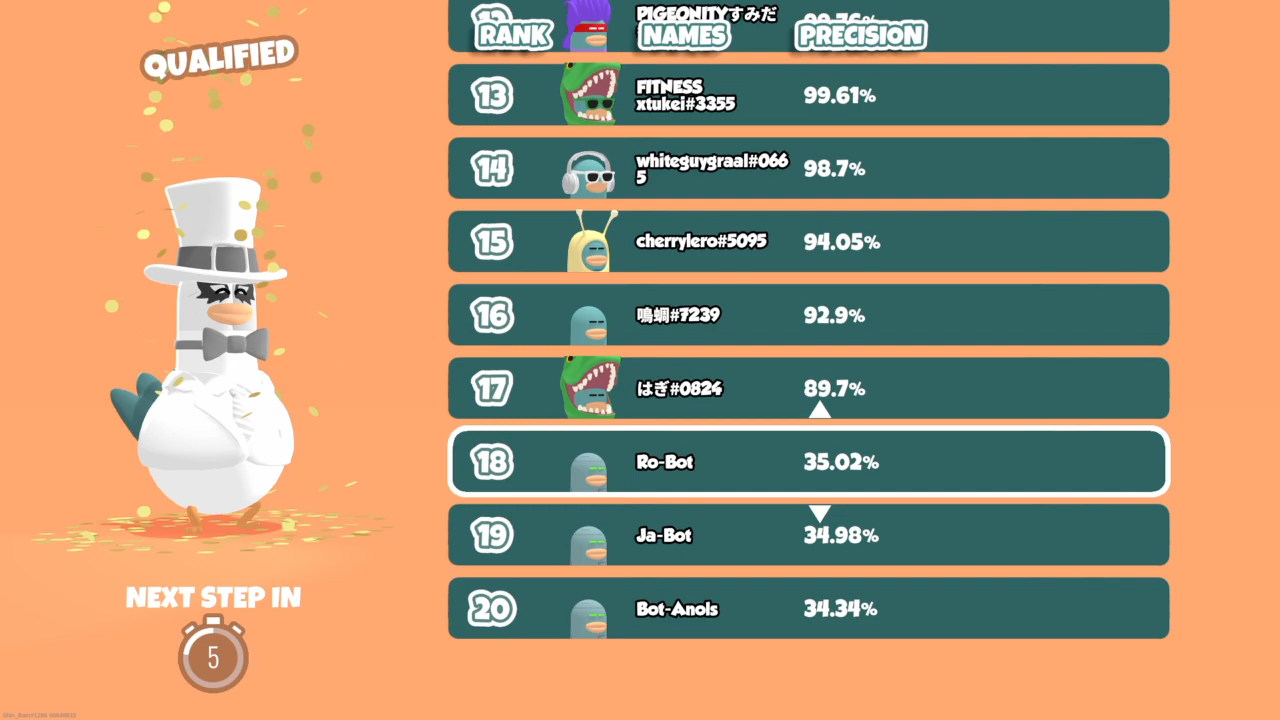 QUALIFIED
RANK NAMES PRECISION
PIGEONITYすみだ
13 FITNESS
xtukei#3355 99.61%
14 whiteguygraal#066
5 98.7%
15 cherrylero#5095 94.05%
16 鳴蜩#7239 92.9%
17 はぎ#0824 89.7%
18 Ro-Bot 35.02%
19 Ja-Bot 34.98%
20 Bot-Anols 34.34%
NEXT STEP IN
5